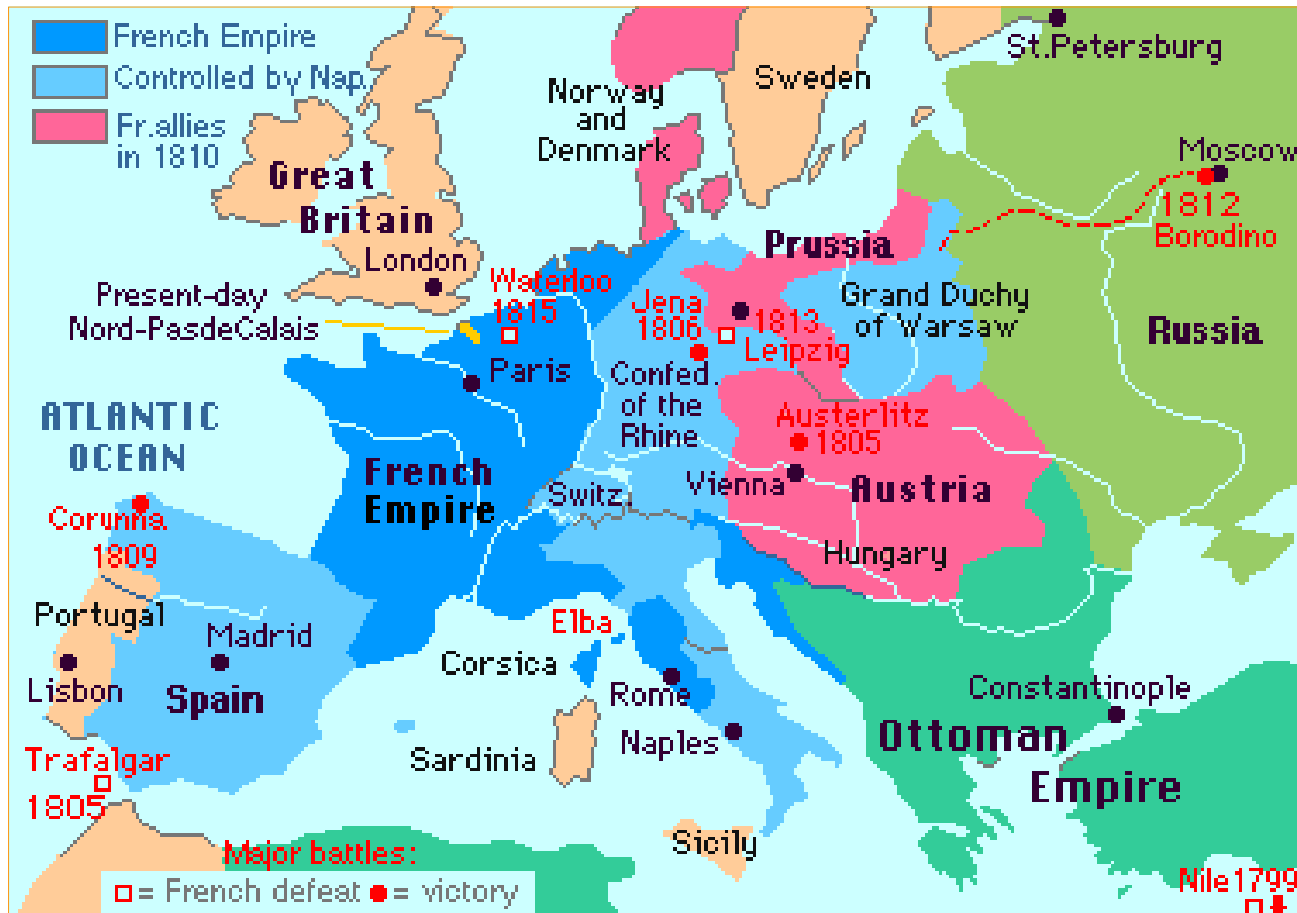 French Empire
Controlled by Nap.
Fr.allies
in 1810
St.Petersburg
Sweden
Norway
and
Denmark
Moscow
1812
Borodino
Great
Britain
London
Prussia
Waterloo
1815
Present-day
Nord-PasdeCalais
Jena
1806
1813
Leipzig
Grand Duchy
of Warsaw
Russia
Paris
Confed.
of the
Rhine
ATLANTIC
OCEAN
Austerlitz
1805
French
Empire
Switz.
Vienna
Austria
Corunna
1809
Hungary
Portugal
Madrid
Elba
Corsica
Lisbon
Spain
Rome
Constantinople
Naples
Ottoman
Empire
Trafalgar
1805
Sardinia
Sicily
Major battles:
= French defeat = victory
Nile1799